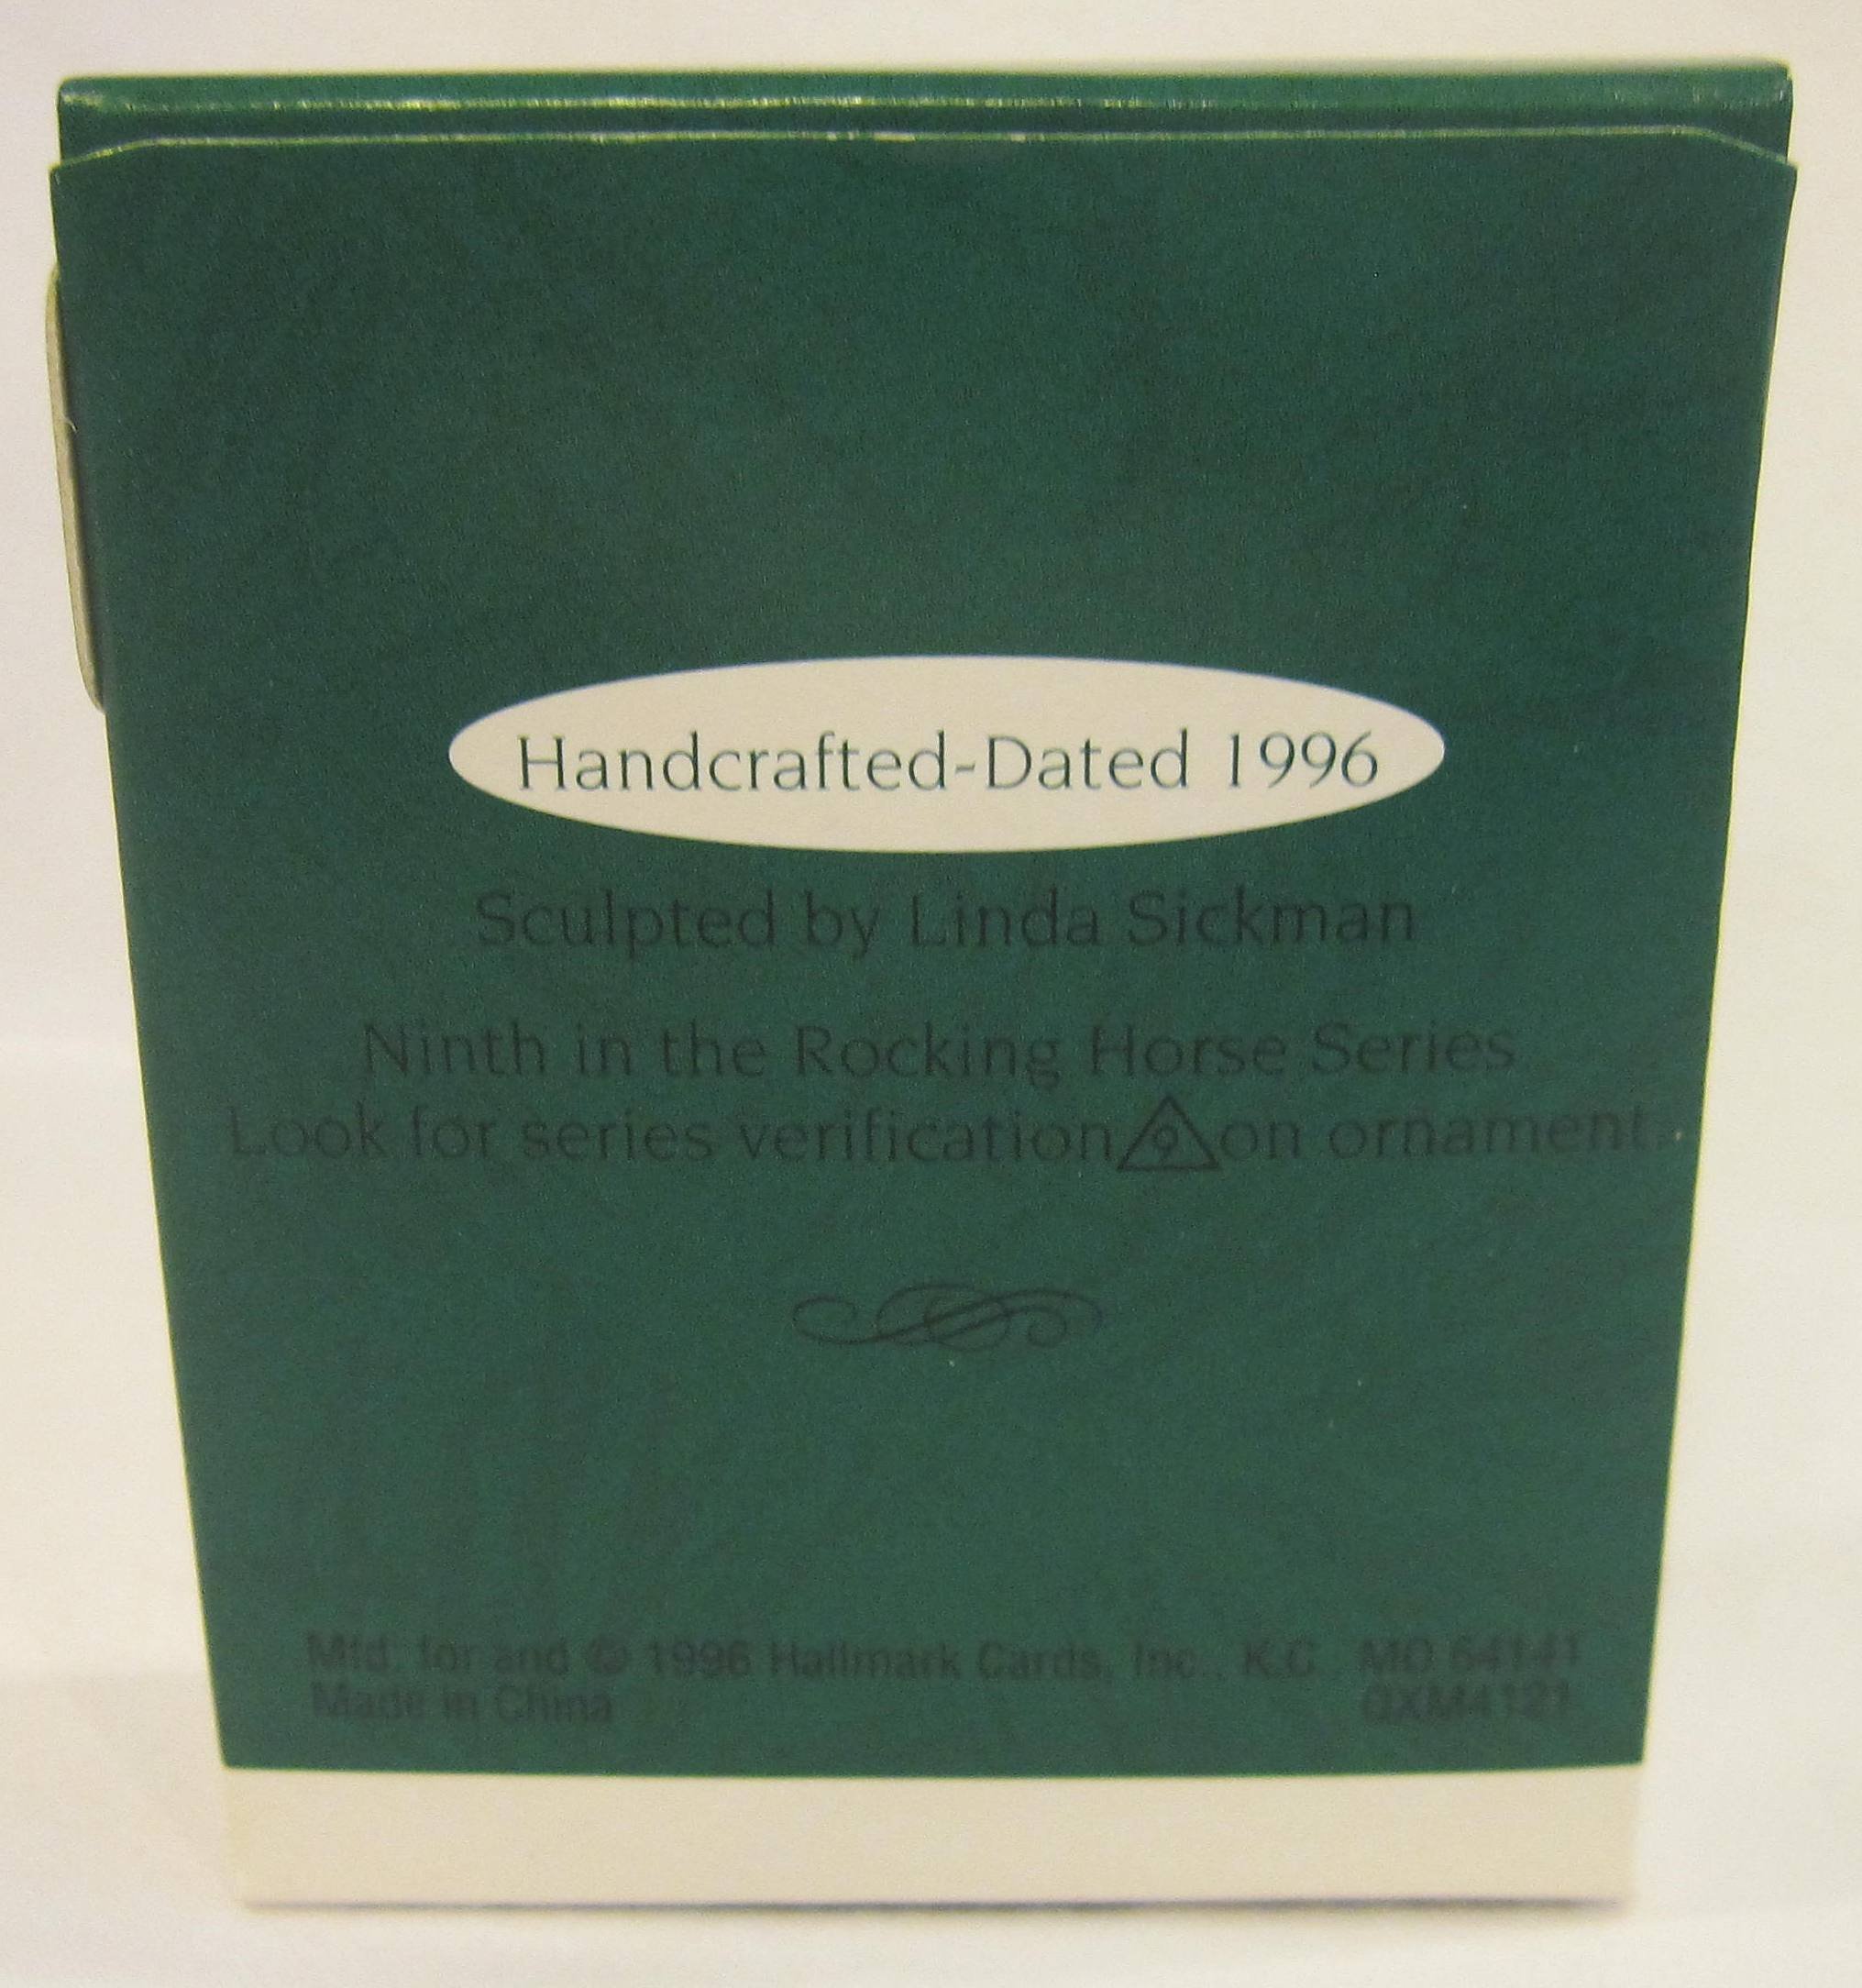 Handcrafted-Dated 1996
Sculpted by Linda Sickman
Ninth in the Rocking Horse Series
Look for series verification 9 on ornament.
Mfd. for and © 1996 Hallmark Cards, Inc., K.C., MO 64141
Made in China QXM4121